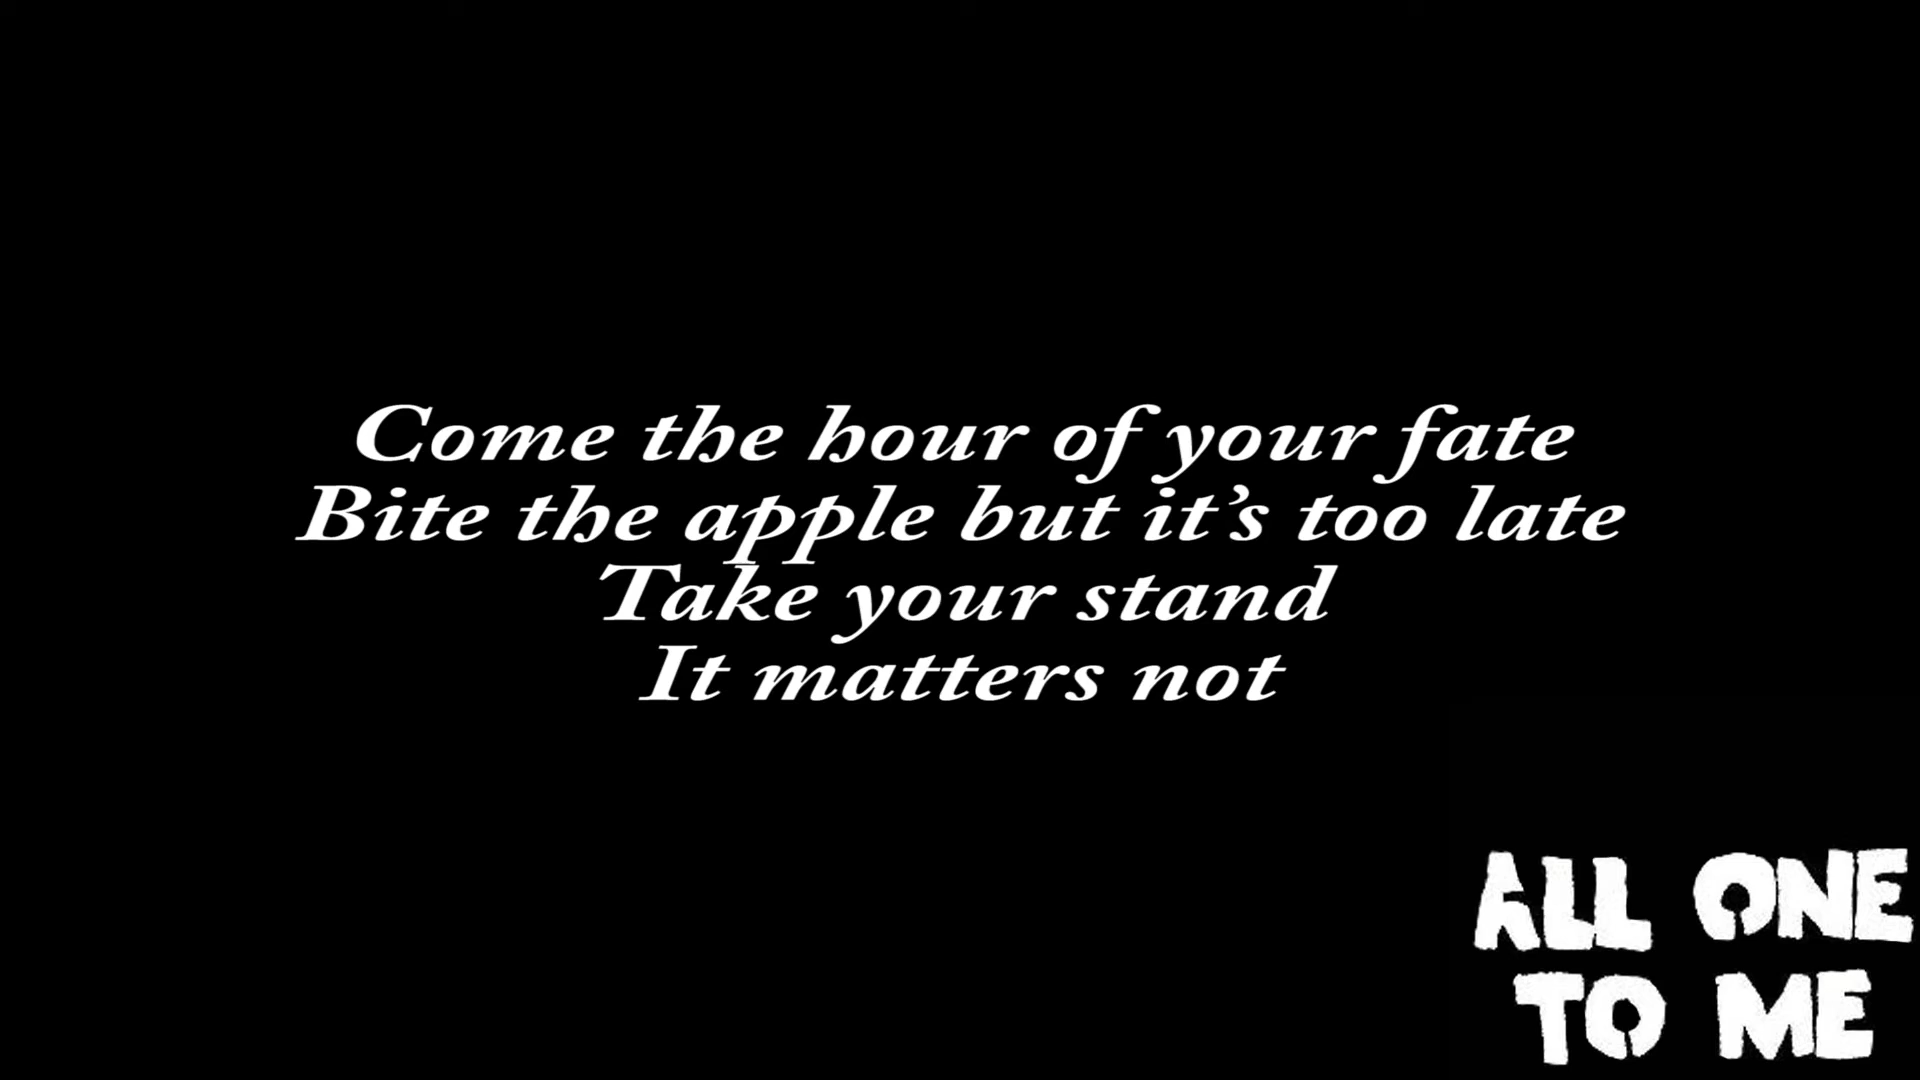 Come the hour of your fate
Bite the apple but it’s too late
Take your stand
It matters not
ALL ONE
TO ME